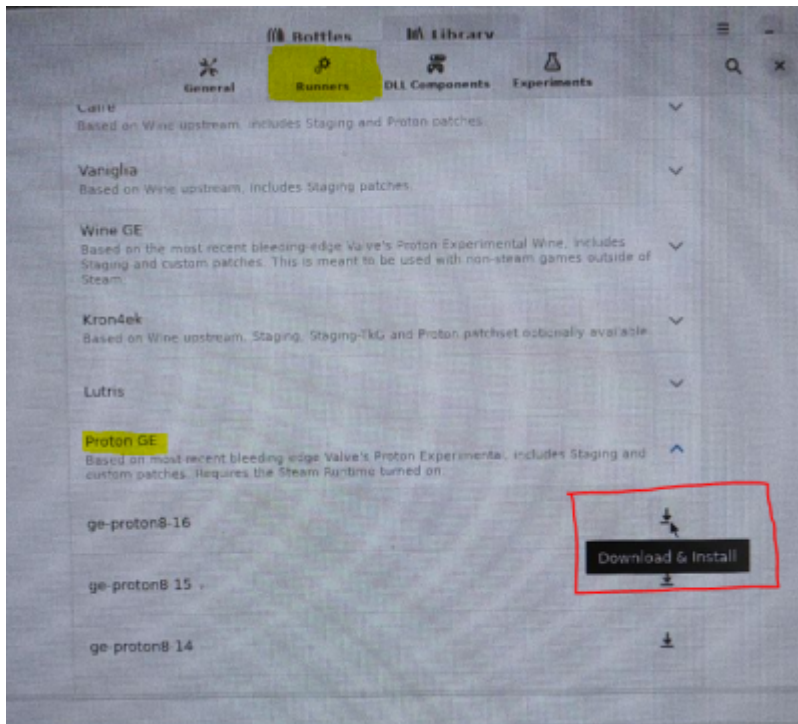 Bottles Library
General Runners DLL Components Experiments
Caffe
Based on Wine upstream, includes Staging and Proton patches.
Vaniglia
Based on Wine upstream, includes Staging patches.
Wine GE
Based on the most recent bleeding-edge Valve's Proton Experimental Wine, includes
Staging and custom patches. This is meant to be used with non-steam games outside of
Steam.
Kron4ek
Based on Wine upstream, Staging, Staging-TkG and Proton patchset optionally available.
Lutris
Proton GE
Based on most recent bleeding-edge Valve's Proton Experimental, includes Staging and
custom patches. Requires the Steam Runtime turned on.
ge-proton8-16
Download & Install
ge-proton8-15
ge-proton8-14